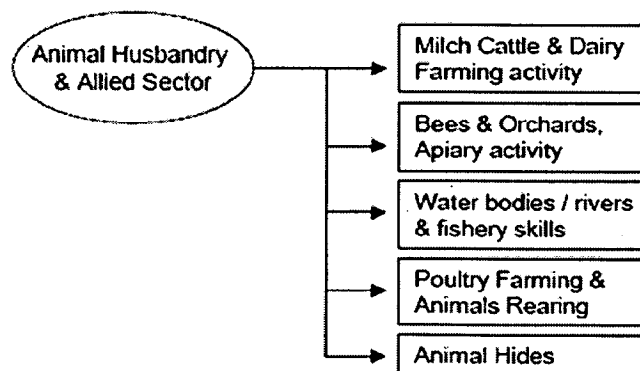 Animal Husbandry
& Allied Sector
Milch Cattle & Dairy
Farming activity
Bees & Orchards,
Apiary activity
Water bodies / rivers
& fishery skills
Poultry Farming &
Animals Rearing
Animal Hides